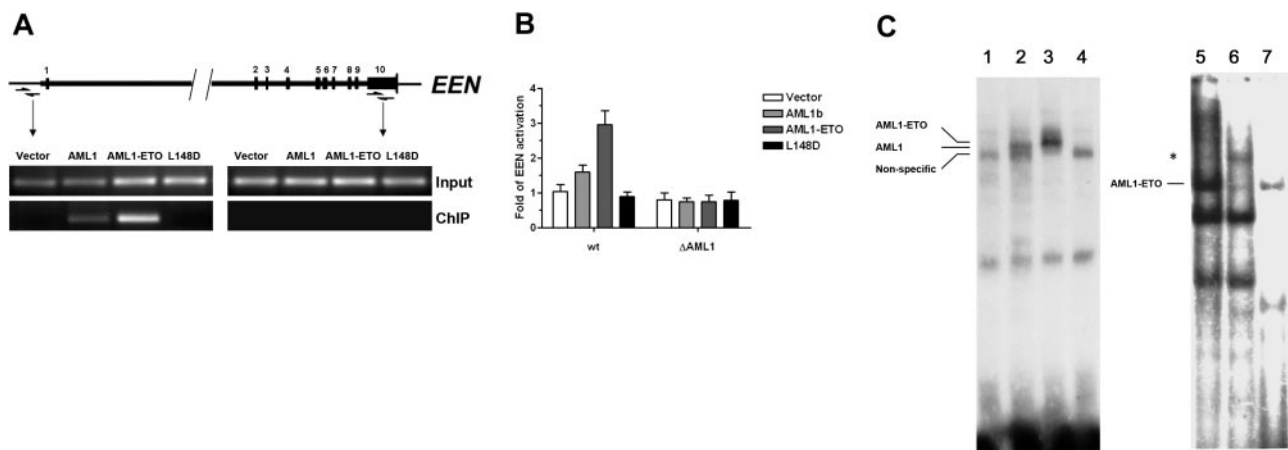 A
1 2 3 4 5 6 7 8 9 10
EEN
Vector AML1 AML1-ETO L148D Vector AML1 AML1-ETO L148D
Input
ChIP
B
Fold of EEN activation
4
3
2
1
0
wt ΔAML1
Vector
AML1b
AML1-ETO
L148D
C
1 2 3 4 5 6 7
AML1-ETO
AML1
Non-specific
*
AML1-ETO